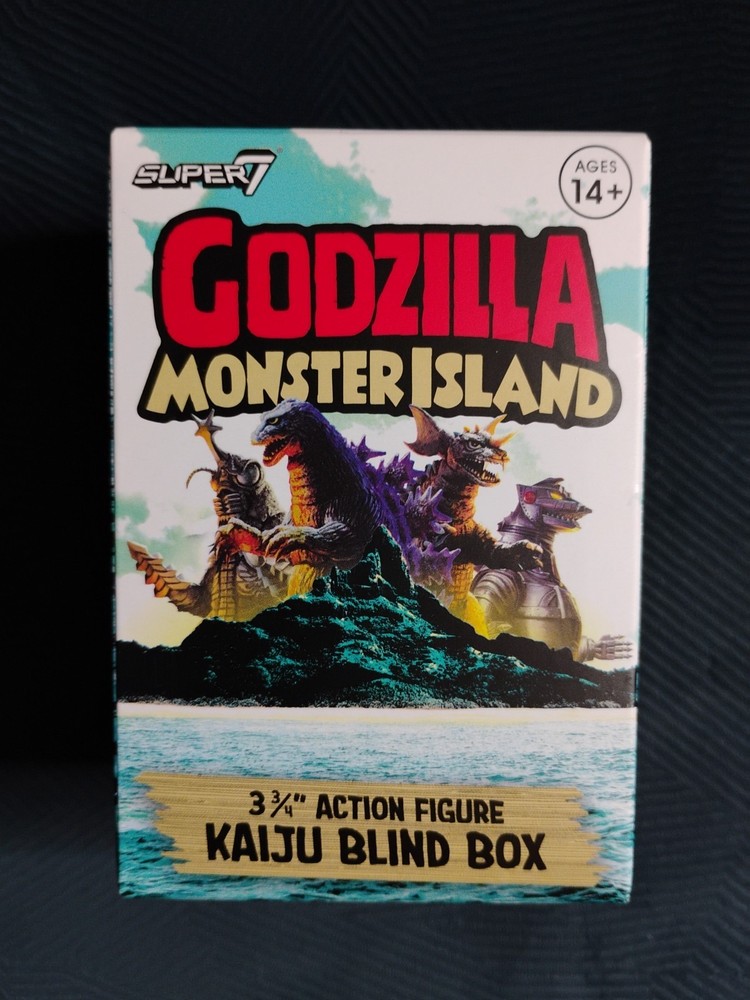 SUPER7
AGES
14+
GODZILLA
MONSTER ISLAND
3 3/4" ACTION FIGURE
KAIJU BLIND BOX